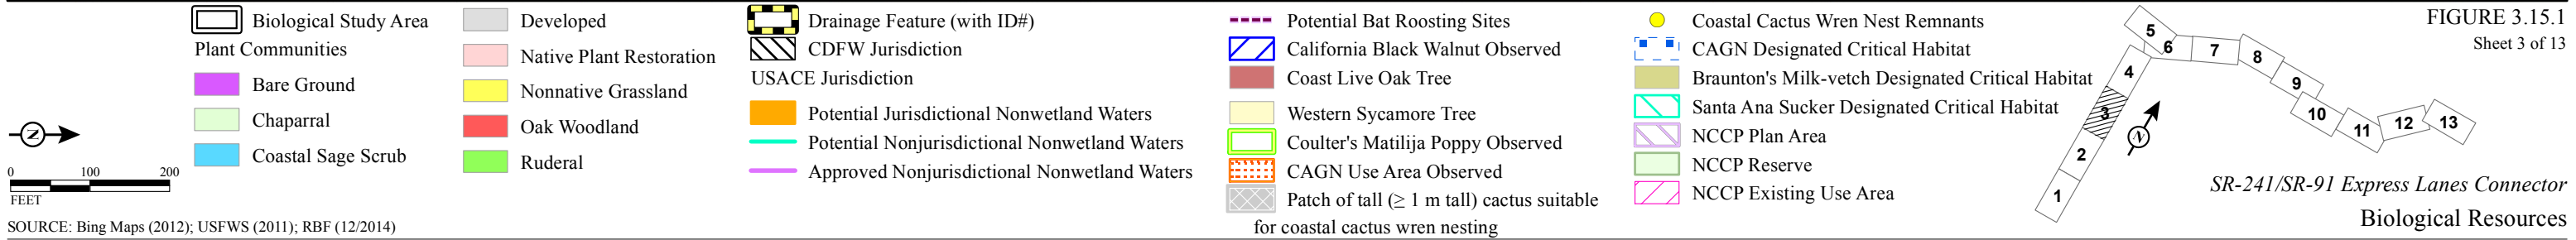 N
0 100 200
FEET
SOURCE: Bing Maps (2012); USFWS (2011); RBF (12/2014)
Biological Study Area
Plant Communities
Bare Ground
Chaparral
Coastal Sage Scrub
Developed
Native Plant Restoration
Nonnative Grassland
Oak Woodland
Ruderal
Drainage Feature (with ID#)
CDFW Jurisdiction
USACE Jurisdiction
Potential Jurisdictional Nonwetland Waters
Potential Nonjurisdictional Nonwetland Waters
Approved Nonjurisdictional Nonwetland Waters
Potential Bat Roosting Sites
California Black Walnut Observed
Coast Live Oak Tree
Western Sycamore Tree
Coulter's Matilija Poppy Observed
CAGN Use Area Observed
Patch of tall (≥ 1 m tall) cactus suitable
for coastal cactus wren nesting
Coastal Cactus Wren Nest Remnants
CAGN Designated Critical Habitat
Braunton's Milk-vetch Designated Critical Habitat
Santa Ana Sucker Designated Critical Habitat
NCCP Plan Area
NCCP Reserve
NCCP Existing Use Area
1
2
3
4
5
6
7
8
9
10
11
12
13
N
FIGURE 3.15.1
Sheet 3 of 13
SR-241/SR-91 Express Lanes Connector
Biological Resources